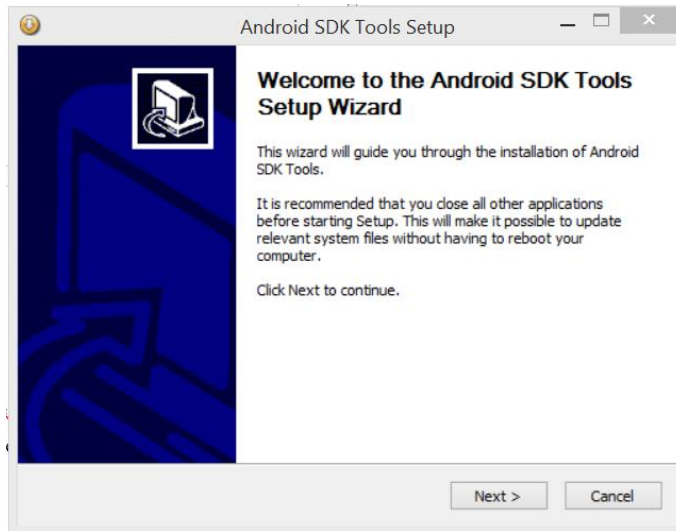 Android SDK Tools Setup
Welcome to the Android SDK Tools
Setup Wizard
This wizard will guide you through the installation of Android
SDK Tools.
It is recommended that you close all other applications
before starting Setup. This will make it possible to update
relevant system files without having to reboot your
computer.
Click Next to continue.
Next >
Cancel